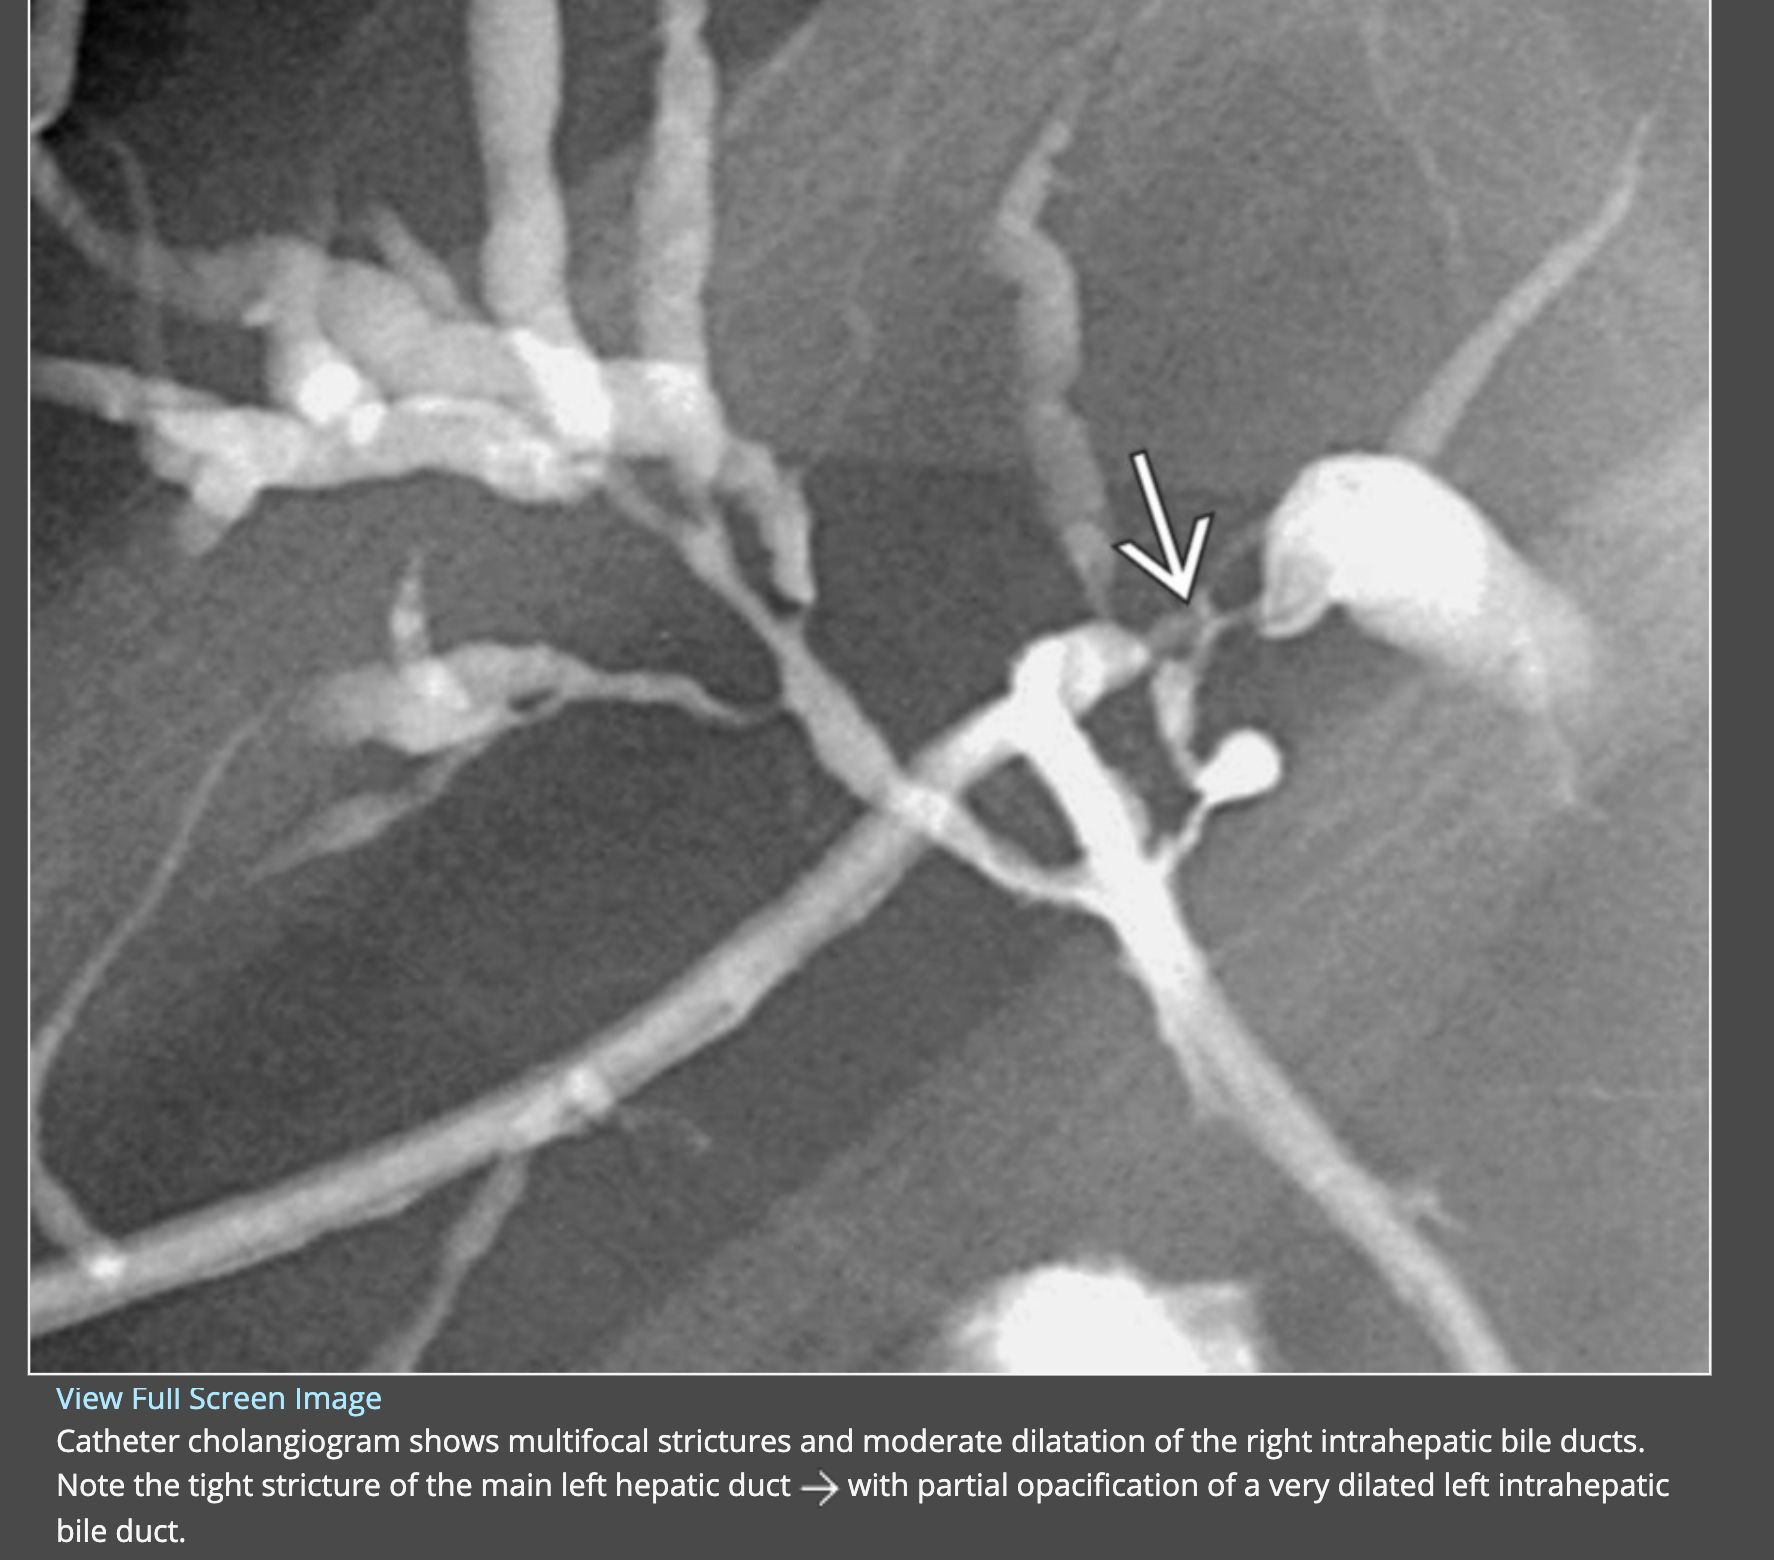 View Full Screen Image
Catheter cholangiogram shows multifocal strictures and moderate dilatation of the right intrahepatic bile ducts.
Note the tight stricture of the main left hepatic duct → with partial opacification of a very dilated left intrahepatic
bile duct.